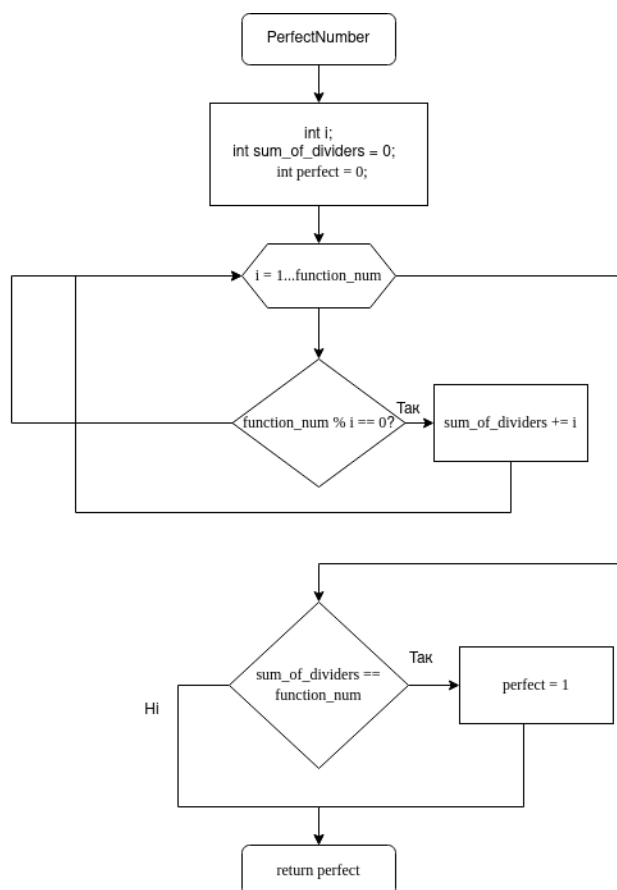 PerfectNumber
int i;
int sum_of_dividers = 0;
int perfect = 0;
i = 1...function_num
function_num % i == 0?
Так
sum_of_dividers += i
sum_of_dividers ==
function_num
Так
perfect = 1
Ні
return perfect